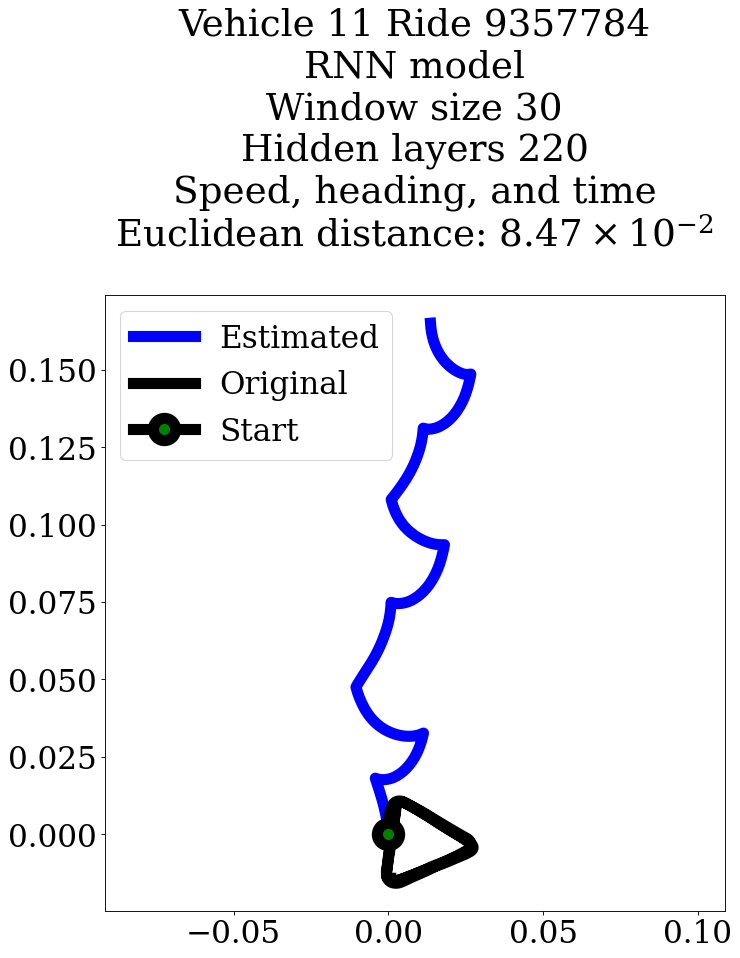 Vehicle 11 Ride 9357784
RNN model
Window size 30
Hidden layers 220
Speed, heading, and time
Euclidean distance: 8.47 × 10⁻²
Estimated
Original
Start
0.150
0.125
0.100
0.075
0.050
0.025
0.000
−0.05 0.00 0.05 0.10